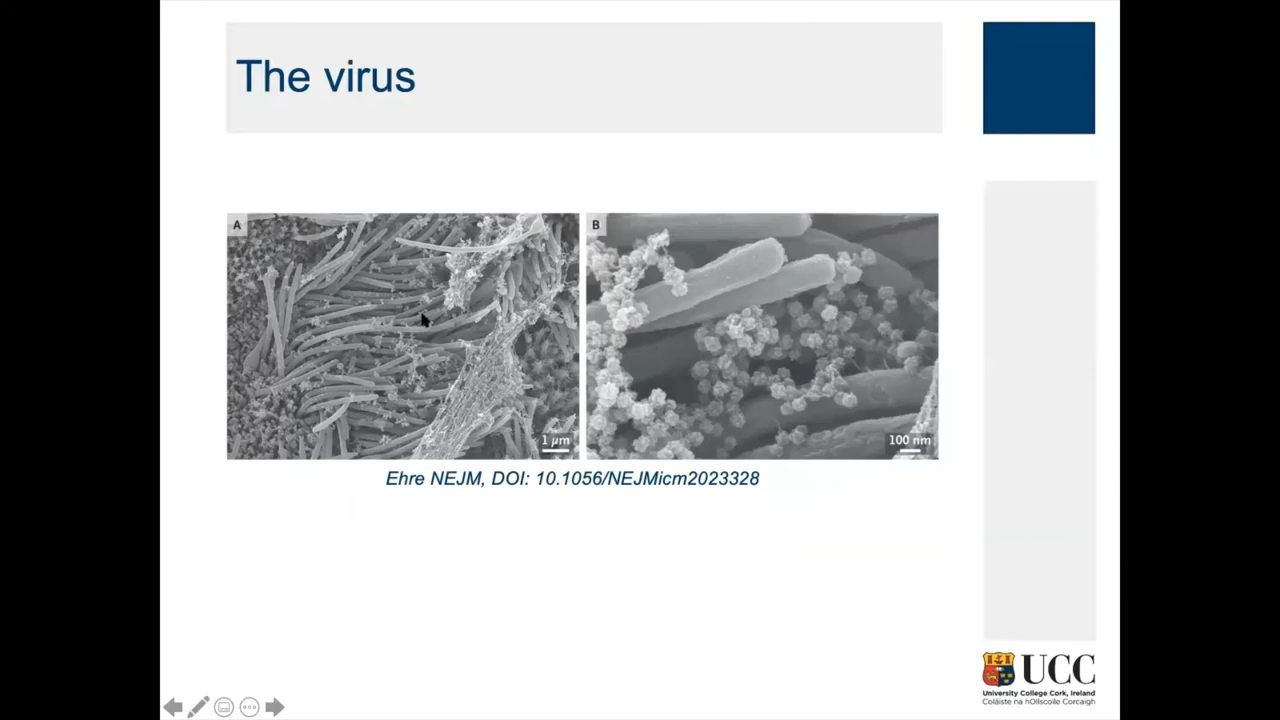 The virus
A
B
1 μm
100 nm
Ehre NEJM, DOI: 10.1056/NEJMicm2023328
UCC
University College Cork, Ireland
Coláiste na hOllscoile Corcaigh